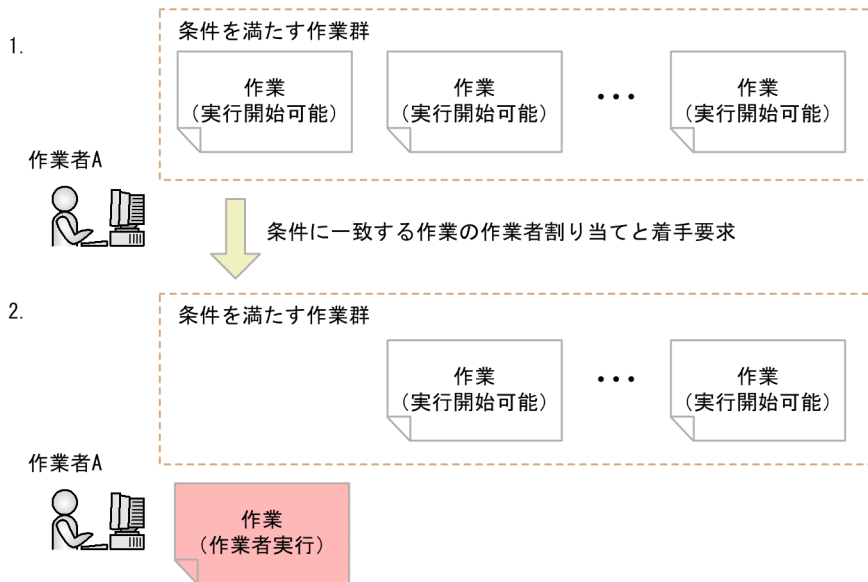 1.
条件を満たす作業群
作業
(実行開始可能)
作業
(実行開始可能)
・・・
作業
(実行開始可能)
作業者A
条件に一致する作業の作業者割り当てと着手要求
2.
条件を満たす作業群
作業
(実行開始可能)
・・・
作業
(実行開始可能)
作業者A
作業
(作業者実行)